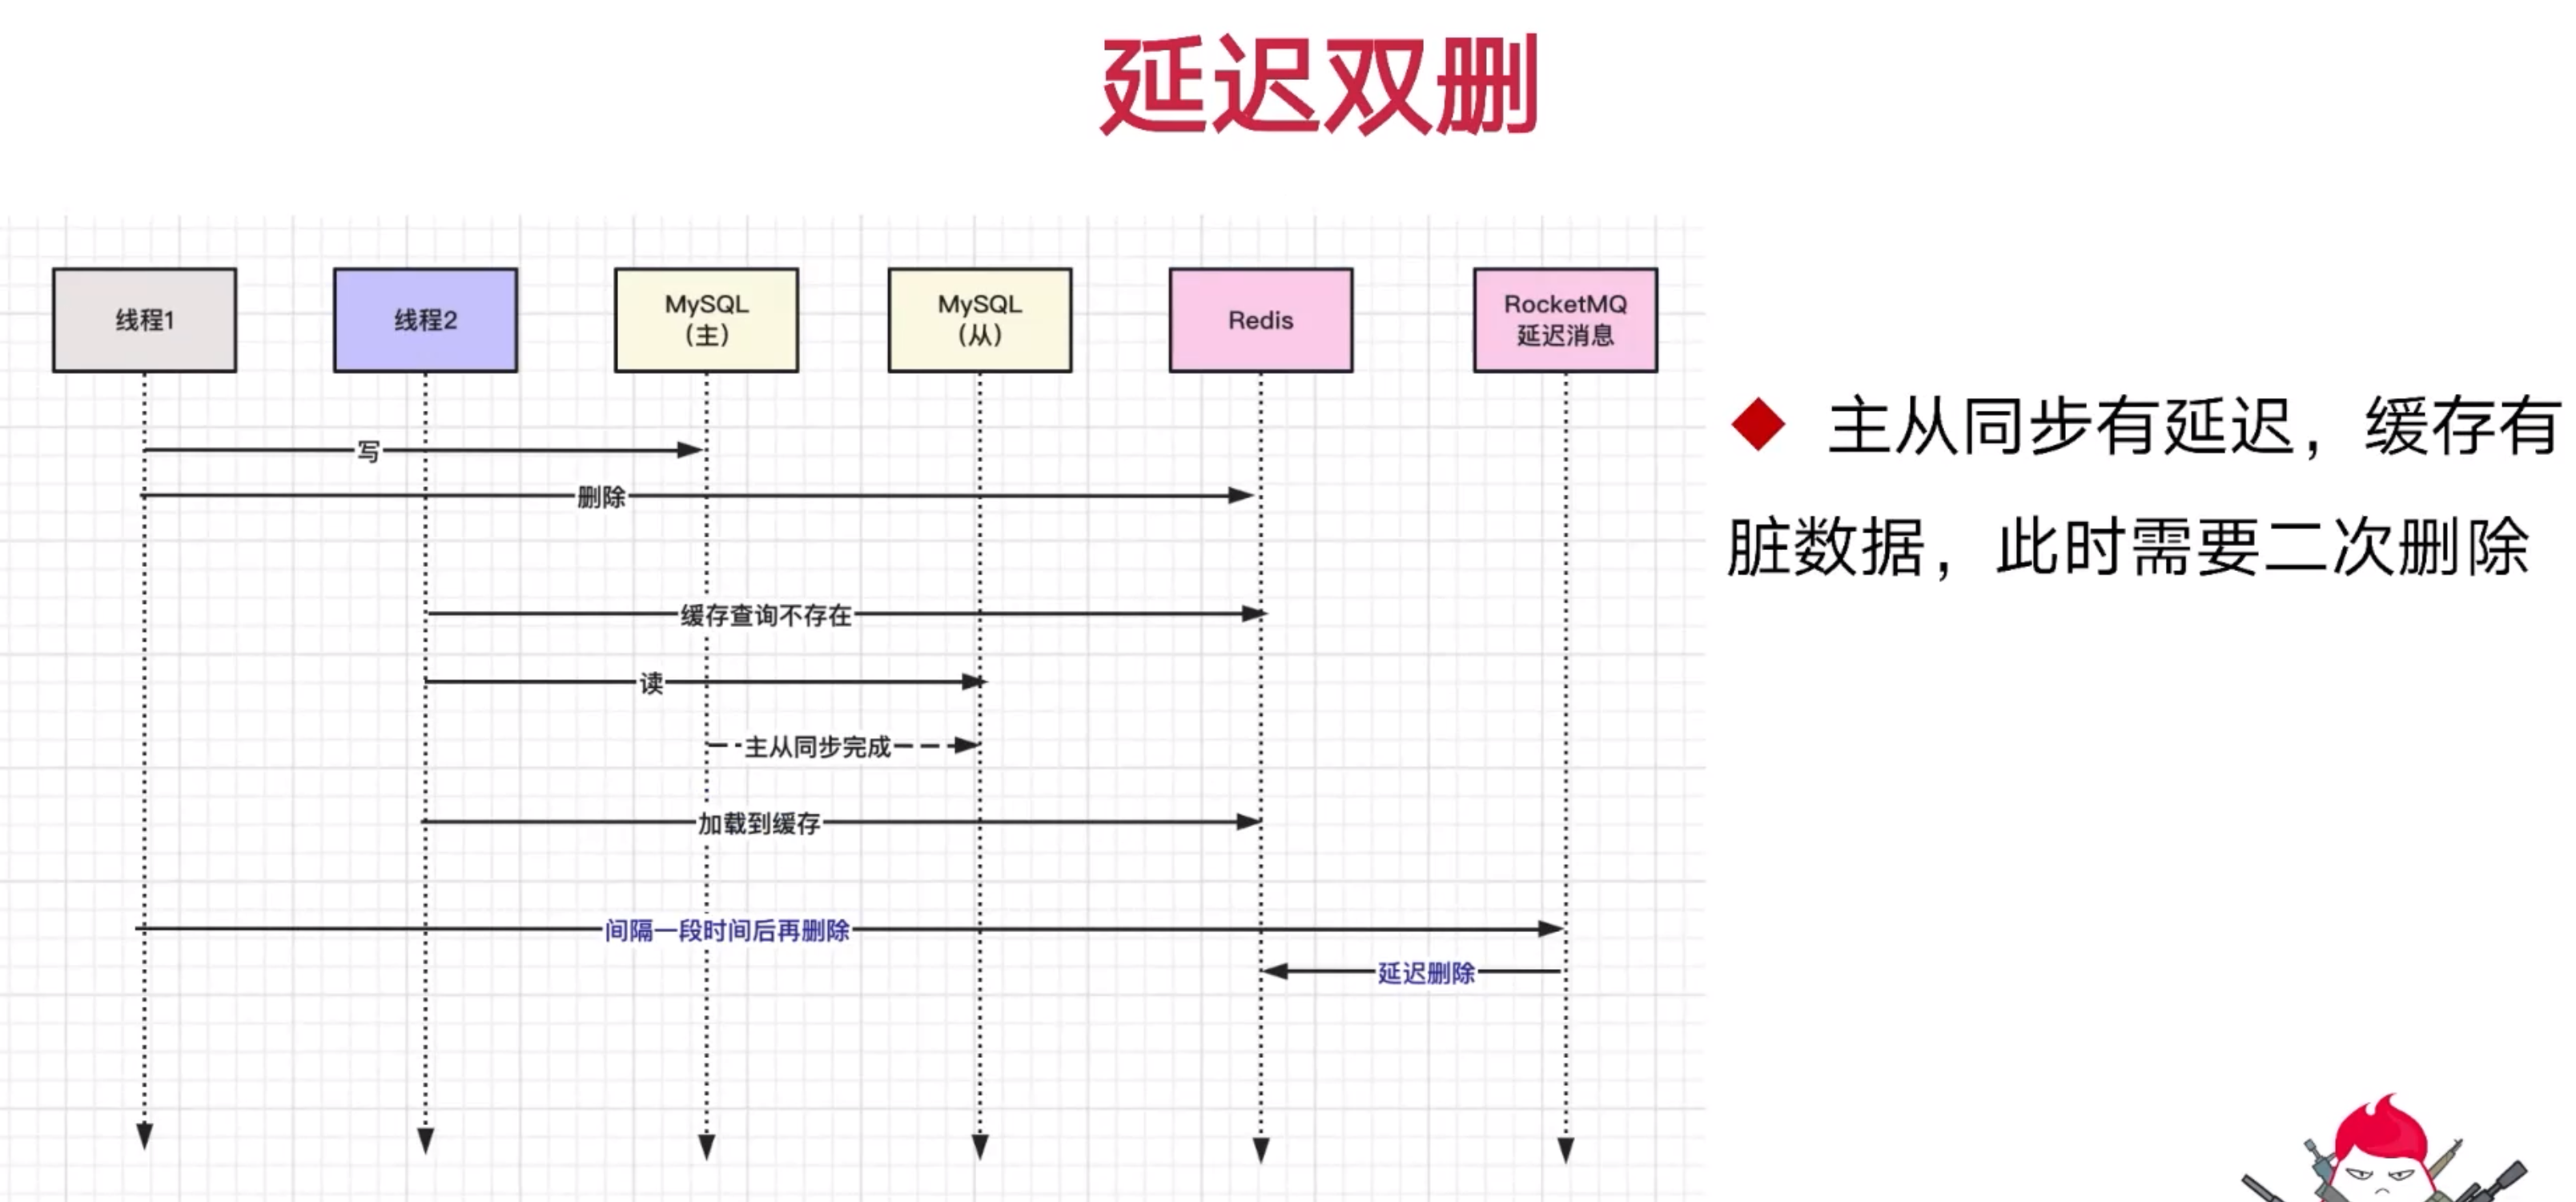 延迟双删
线程1
线程2
MySQL
（主）
MySQL
（从）
Redis
RocketMQ
延迟消息
写
删除
缓存查询不存在
读
主从同步完成
加载到缓存
间隔一段时间后再删除
延迟删除
主从同步有延迟，缓存有
脏数据，此时需要二次删除